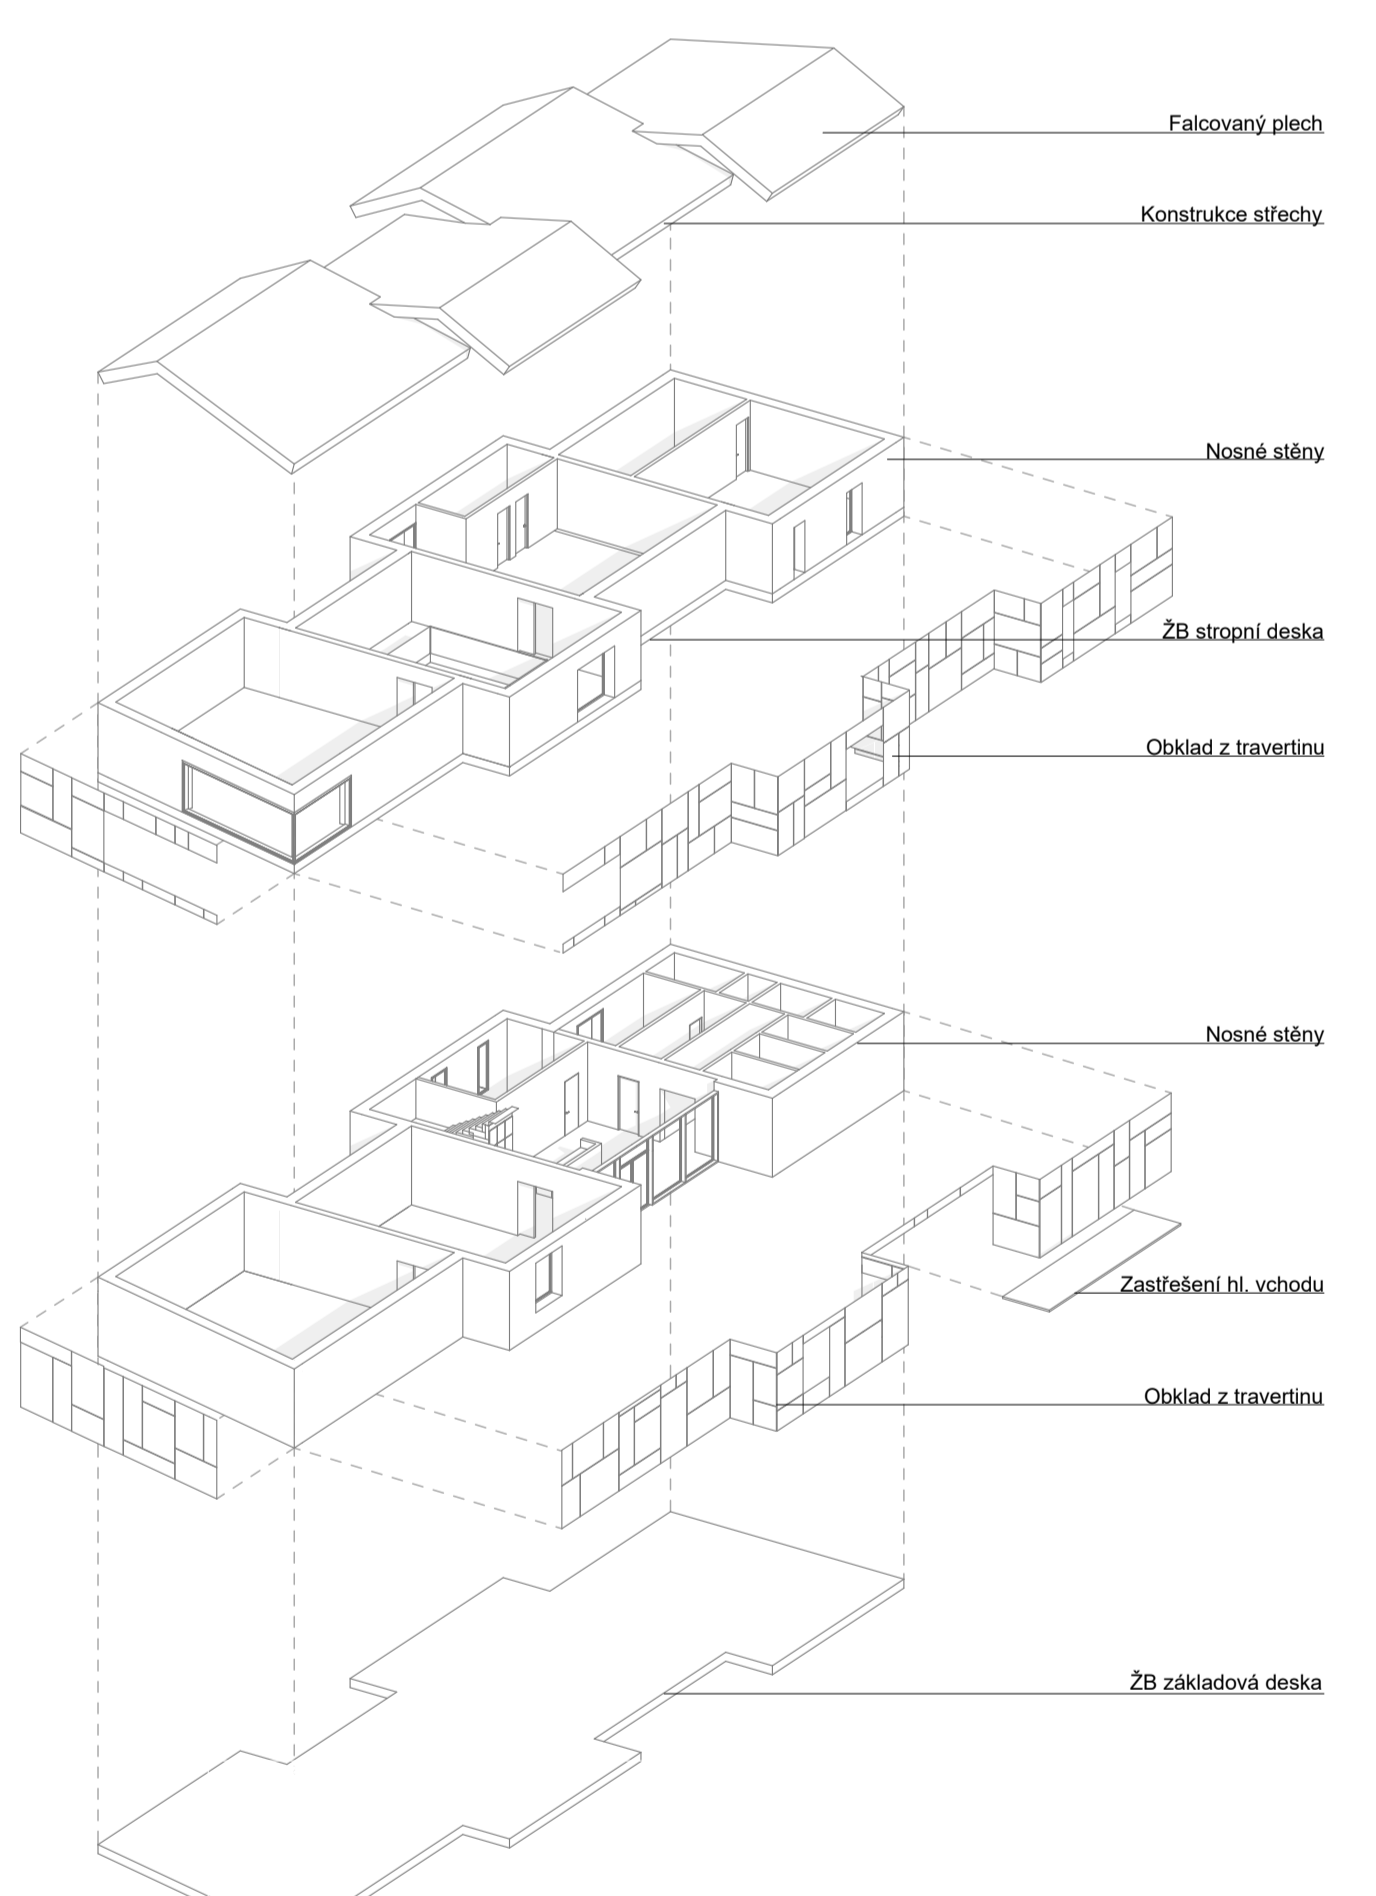 Falcovaný plech
Konstrukce střechy
Nosné stěny
ŽB stropní deska
Obklad z travertinu
Nosné stěny
Zastřešení hl. vchodu
Obklad z travertinu
ŽB základová deska